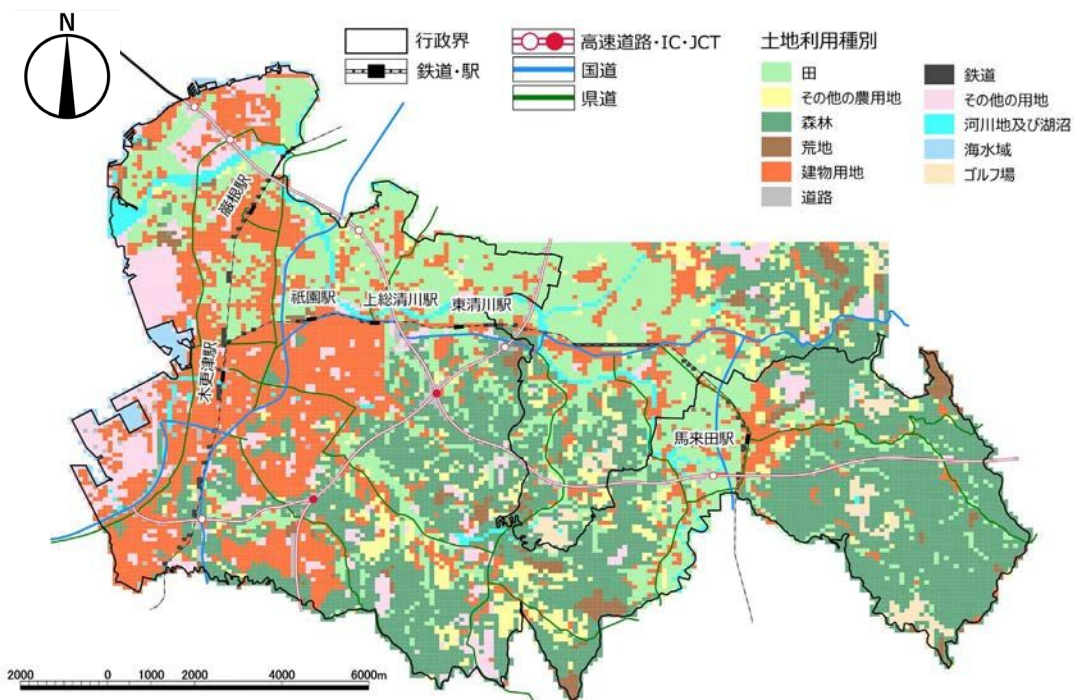 N
行政界
鉄道・駅
高速道路・IC・JCT
国道
県道
土地利用種別
田
その他の農用地
森林
荒地
建物用地
道路
鉄道
その他の用地
河川地及び湖沼
海水域
ゴルフ場
巌根駅
祇園駅
上総清川駅
東清川駅
木更津駅
馬来田駅
2000 0 1000 2000 4000 6000m